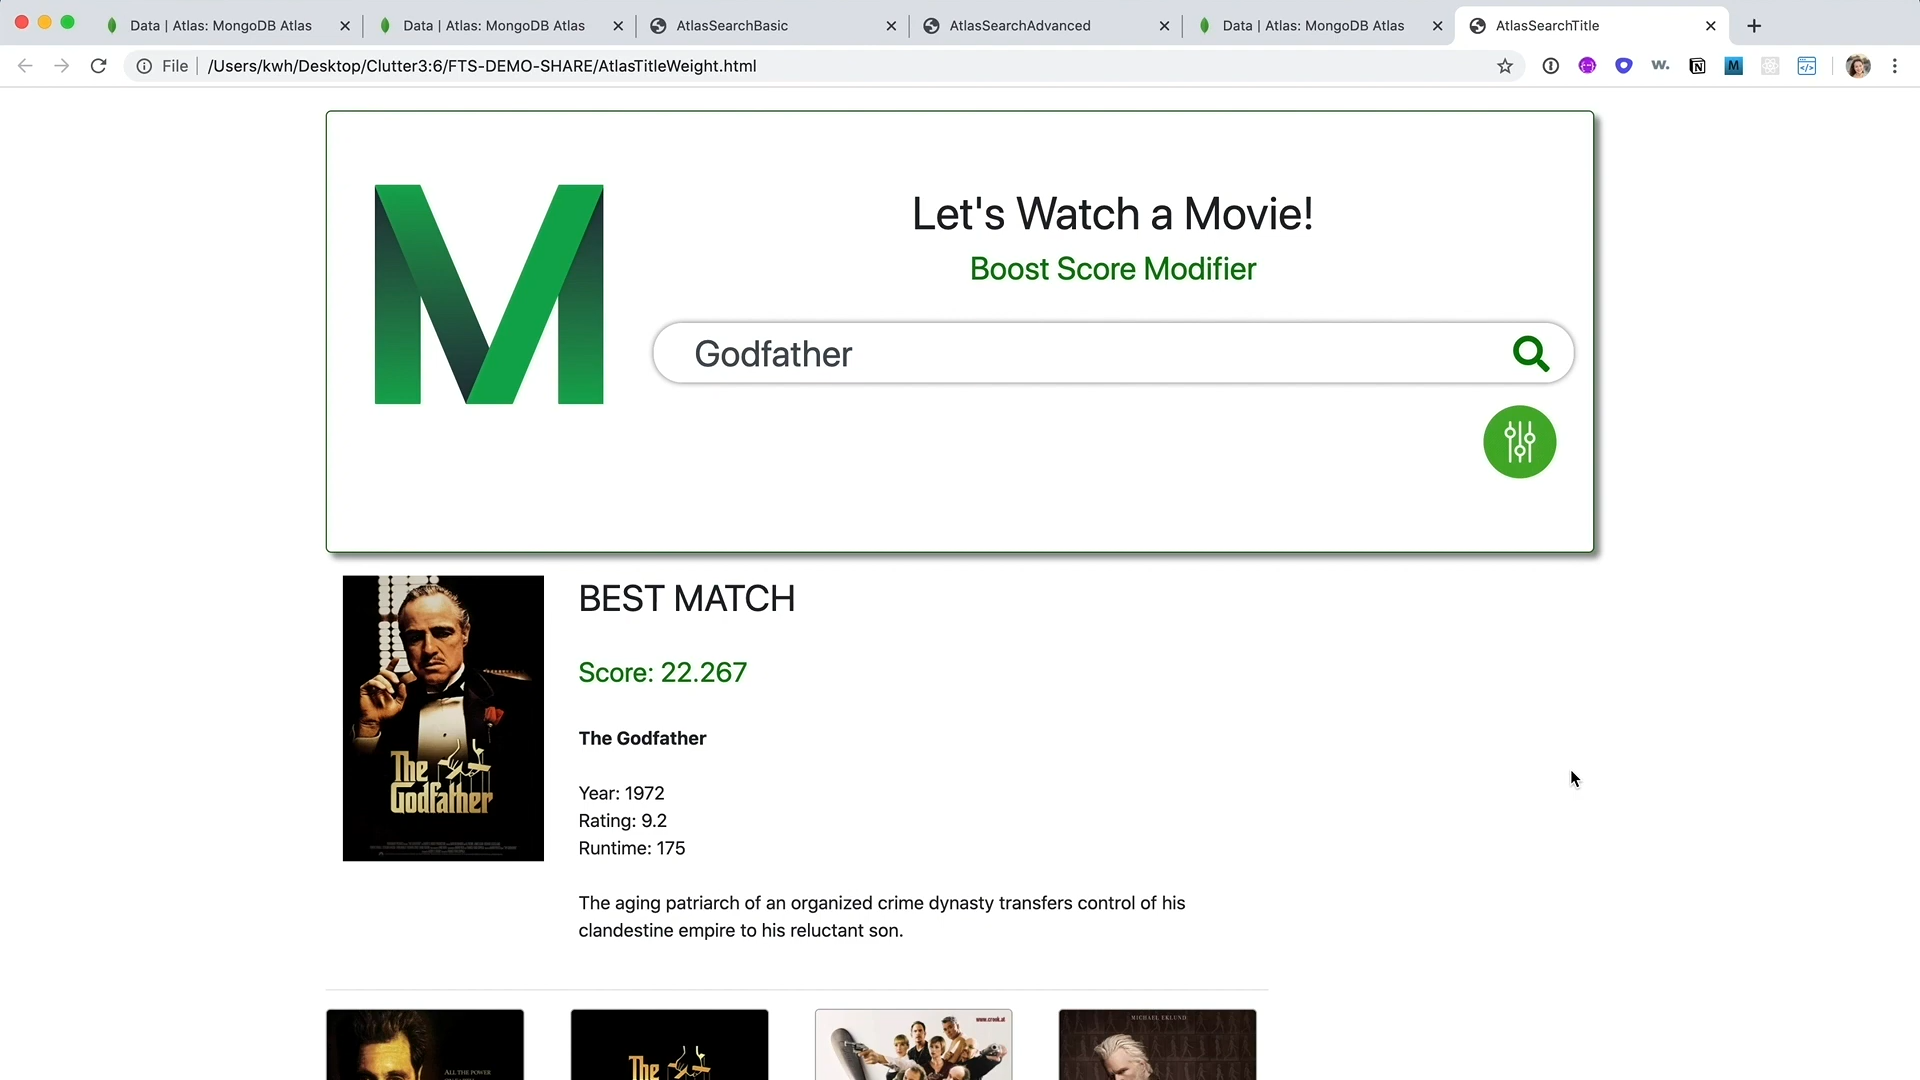 Data | Atlas: MongoDB Atlas
Data | Atlas: MongoDB Atlas
AtlasSearchBasic
AtlasSearchAdvanced
Data | Atlas: MongoDB Atlas
AtlasSearchTitle
File
/Users/kwh/Desktop/Clutter3:6/FTS-DEMO-SHARE/AtlasTitleWeight.html
w.
M
Let's Watch a Movie!
Boost Score Modifier
Godfather
BEST MATCH
Score: 22.267
The Godfather
Year: 1972
Rating: 9.2
Runtime: 175
The aging patriarch of an organized crime dynasty transfers control of his
clandestine empire to his reluctant son.
The
Godfather
ALL THE POWER
The
www.crook.at
MICHAEL EKLUND